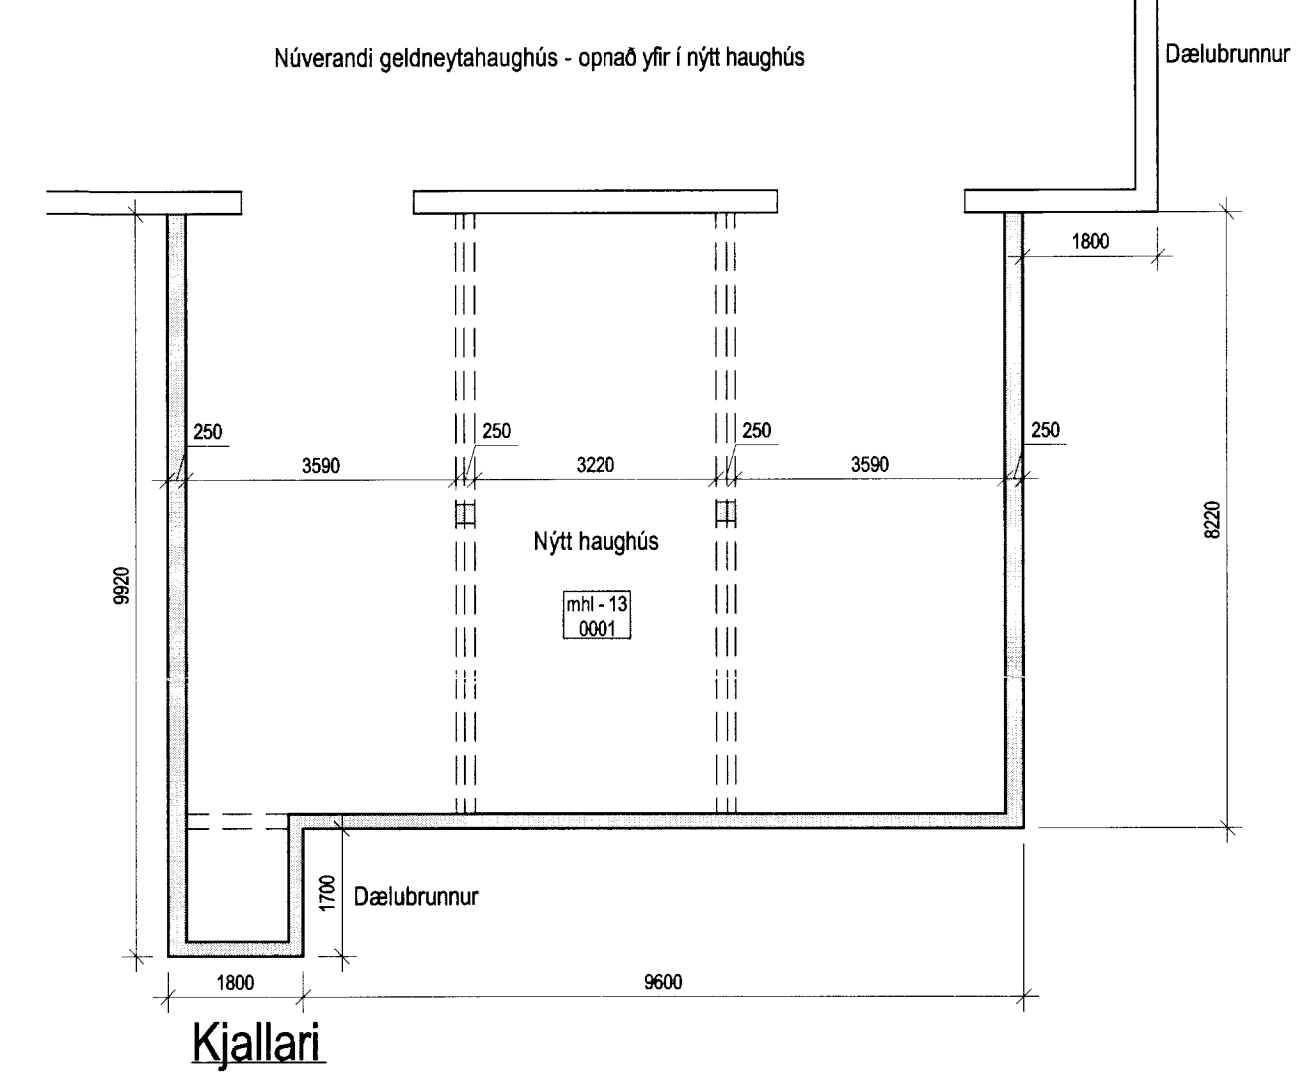 Núverandi geldneytahaughús - opnað yfir í nýtt haughús
Dælubrunnur
1800
250
250
250
250
3590
3220
3590
8220
Nýtt haughús
9920
mhl - 13
0001
1700
Dælubrunnur
1800
9600
Kjallari